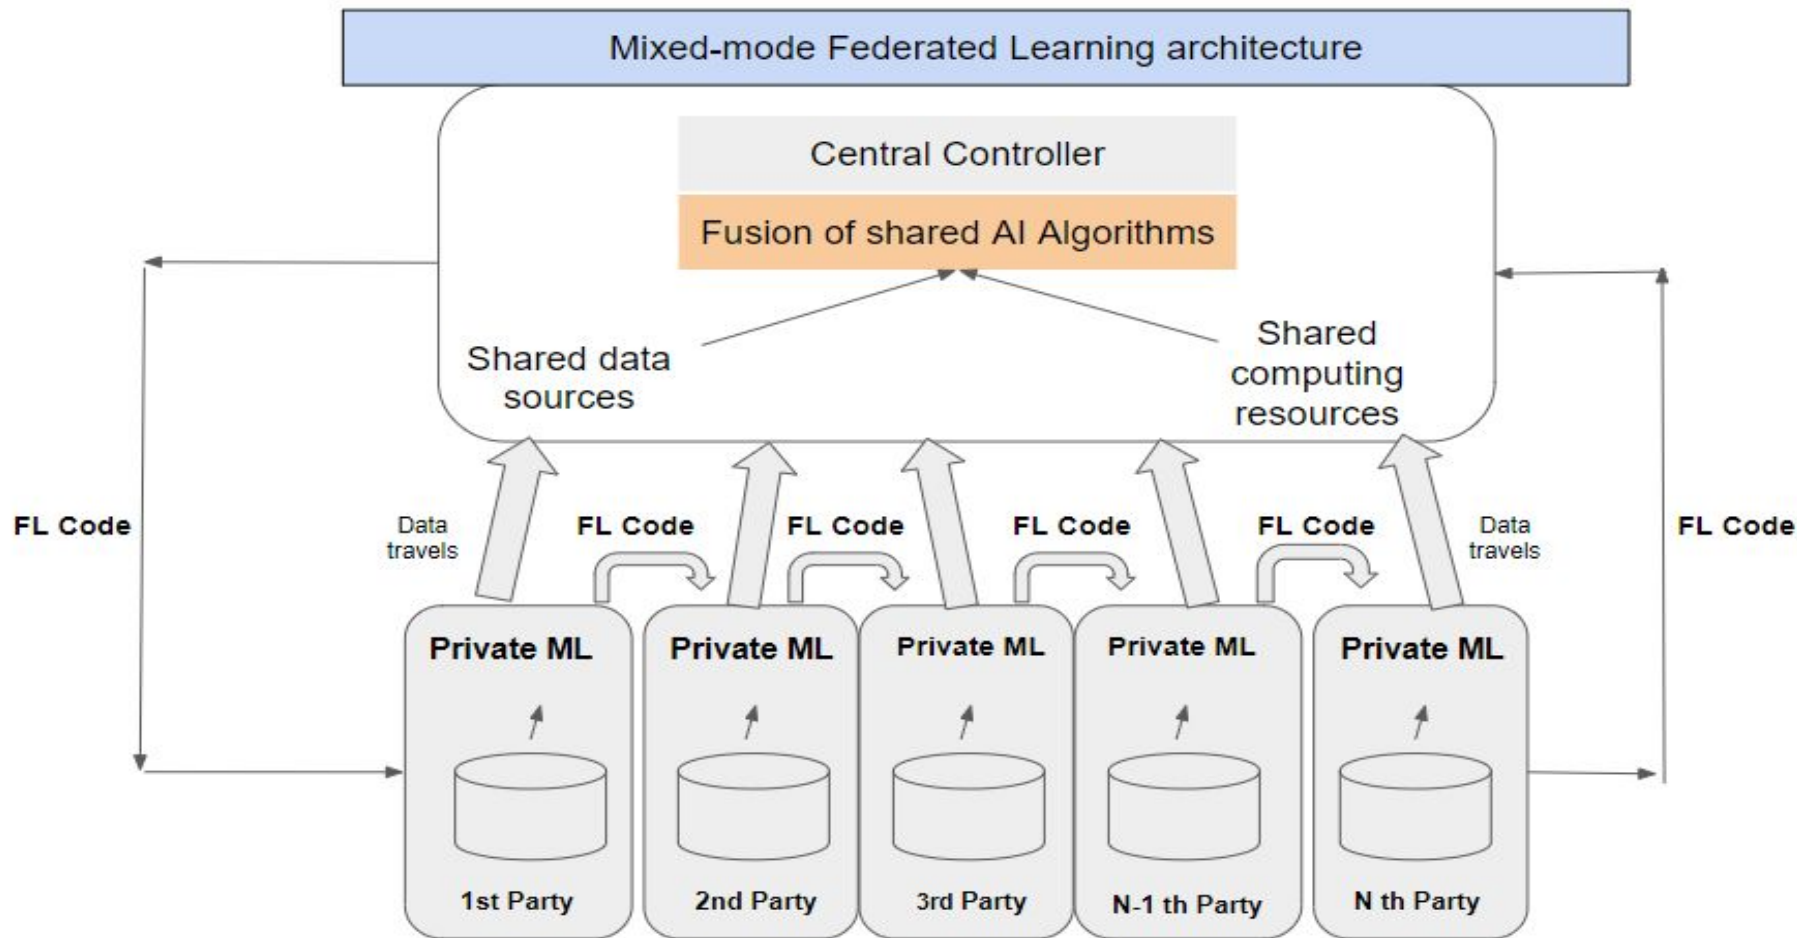 Mixed-mode Federated Learning architecture
Central Controller
Fusion of shared AI Algorithms
Shared data
sources
Shared
computing
resources
FL Code
Data
travels
FL Code
FL Code
FL Code
FL Code
Data
travels
FL Code
Private ML
Private ML
Private ML
Private ML
Private ML
1st Party
2nd Party
3rd Party
N-1 th Party
N th Party